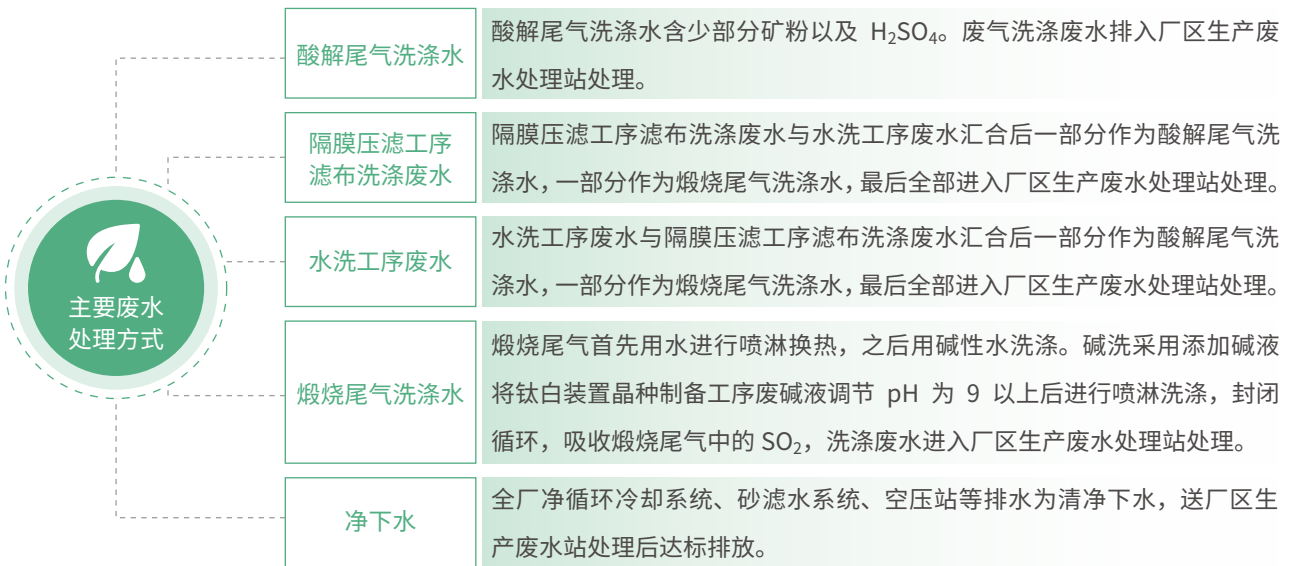 主要废水
处理方式
酸解尾气洗涤水
酸解尾气洗涤水含少部分矿粉以及 H₂SO₄。废气洗涤废水排入厂区生产废
水处理站处理。
隔膜压滤工序
滤布洗涤废水
隔膜压滤工序滤布洗涤废水与水洗工序废水汇合后一部分作为酸解尾气洗
涤水，一部分作为煅烧尾气洗涤水，最后全部进入厂区生产废水处理站处理。
水洗工序废水
水洗工序废水与隔膜压滤工序滤布洗涤废水汇合后一部分作为酸解尾气洗
涤水，一部分作为煅烧尾气洗涤水，最后全部进入厂区生产废水处理站处理。
煅烧尾气洗涤水
煅烧尾气首先用水进行喷淋换热，之后用碱性水洗涤。碱洗采用添加碱液
将钛白装置晶种制备工序废碱液调节 pH 为 9 以上后进行喷淋洗涤，封闭
循环，吸收煅烧尾气中的 SO₂，洗涤废水进入厂区生产废水处理站处理。
净下水
全厂净循环冷却系统、砂滤水系统、空压站等排水为清净下水，送厂区生
产废水站处理后达标排放。